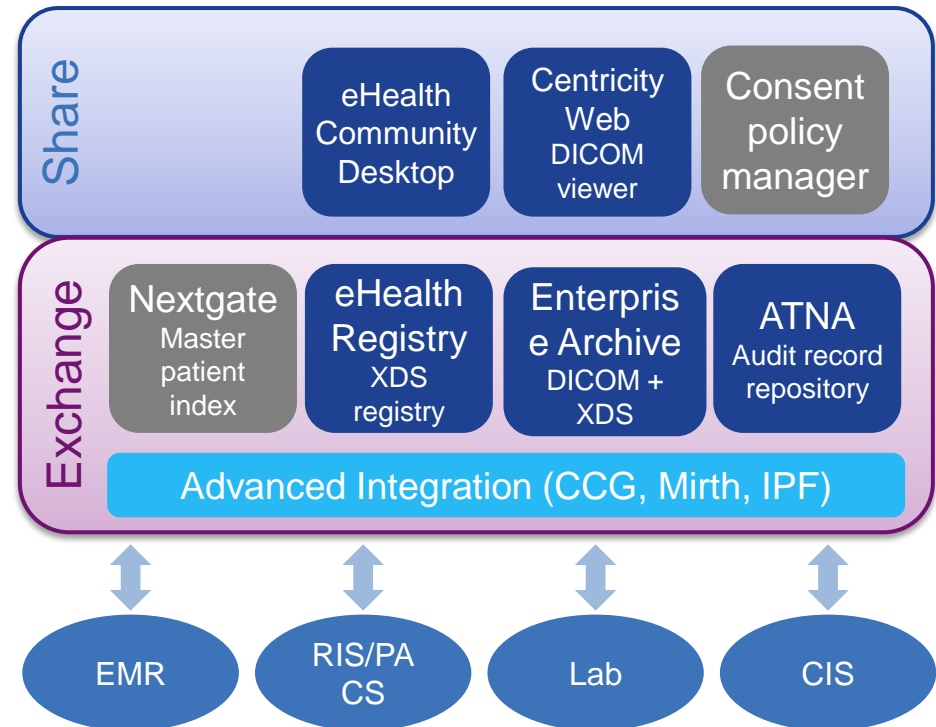 Share
eHealth
Community
Desktop
Centricity
Web
DICOM
viewer
Consent
policy
manager
Exchange
Nextgate
Master
patient
index
eHealth
Registry
XDS
registry
Enterpris
e Archive
DICOM +
XDS
ATNA
Audit record
repository
Advanced Integration (CCG, Mirth, IPF)
EMR
RIS/PA
CS
Lab
CIS